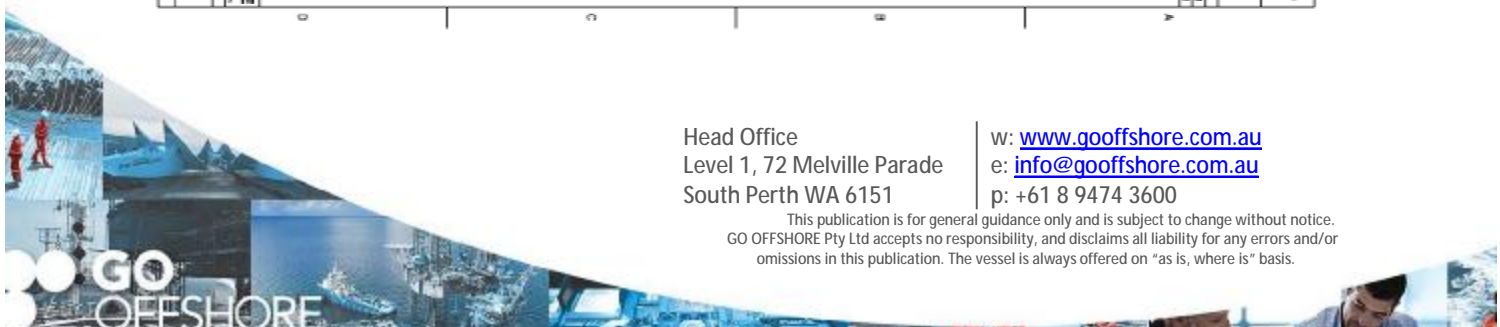 D C B A
Head Office
Level 1, 72 Melville Parade
South Perth WA 6151
w: www.gooffshore.com.au
e: info@gooffshore.com.au
p: +61 8 9474 3600
This publication is for general guidance only and is subject to change without notice.
GO OFFSHORE Pty Ltd accepts no responsibility, and disclaims all liability for any errors and/or
omissions in this publication. The vessel is always offered on “as is, where is” basis.
GO
OFFSHORE